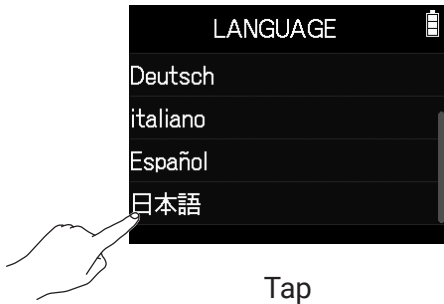 LANGUAGE
Deutsch
italiano
Español
日本語
Tap